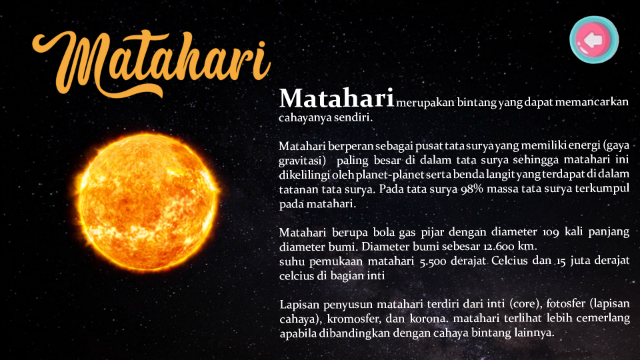 Matahari
Matahari merupakan bintang yang dapat memancarkan
cahayanya sendiri.
Matahari berperan sebagai pusat tata surya yang memiliki energi (gaya
gravitasi) paling besar di dalam tata surya sehingga matahari ini
dikelilingi oleh planet-planet serta benda langit yang terdapat di dalam
tatanan tata surya. Pada tata surya 98% massa tata surya terkumpul
pada matahari.
Matahari berupa bola gas pijar dengan diameter 109 kali panjang
diameter bumi. Diameter bumi sebesar 12.600 km.
suhu pemukaan matahari 5.500 derajat Celcius dan 15 juta derajat
celcius di bagian inti
Lapisan penyusun matahari terdiri dari inti (core), fotosfer (lapisan
cahaya), kromosfer, dan korona. matahari terlihat lebih cemerlang
apabila dibandingkan dengan cahaya bintang lainnya.